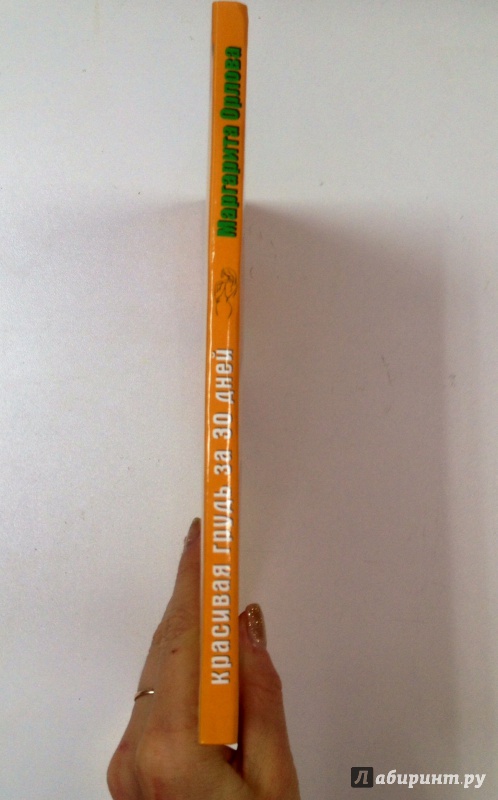 красивая грудь за 30 дней
Маргарита Орлова
Лабиринт.ру